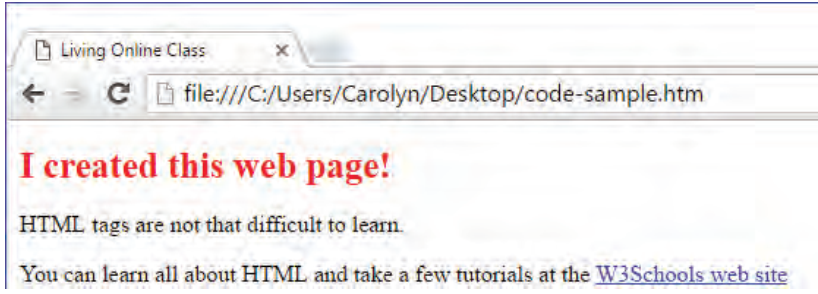 Living Online Class
file:///C:/Users/Carolyn/Desktop/code-sample.htm
I created this web page!
HTML tags are not that difficult to learn.
You can learn all about HTML and take a few tutorials at the W3Schools web site